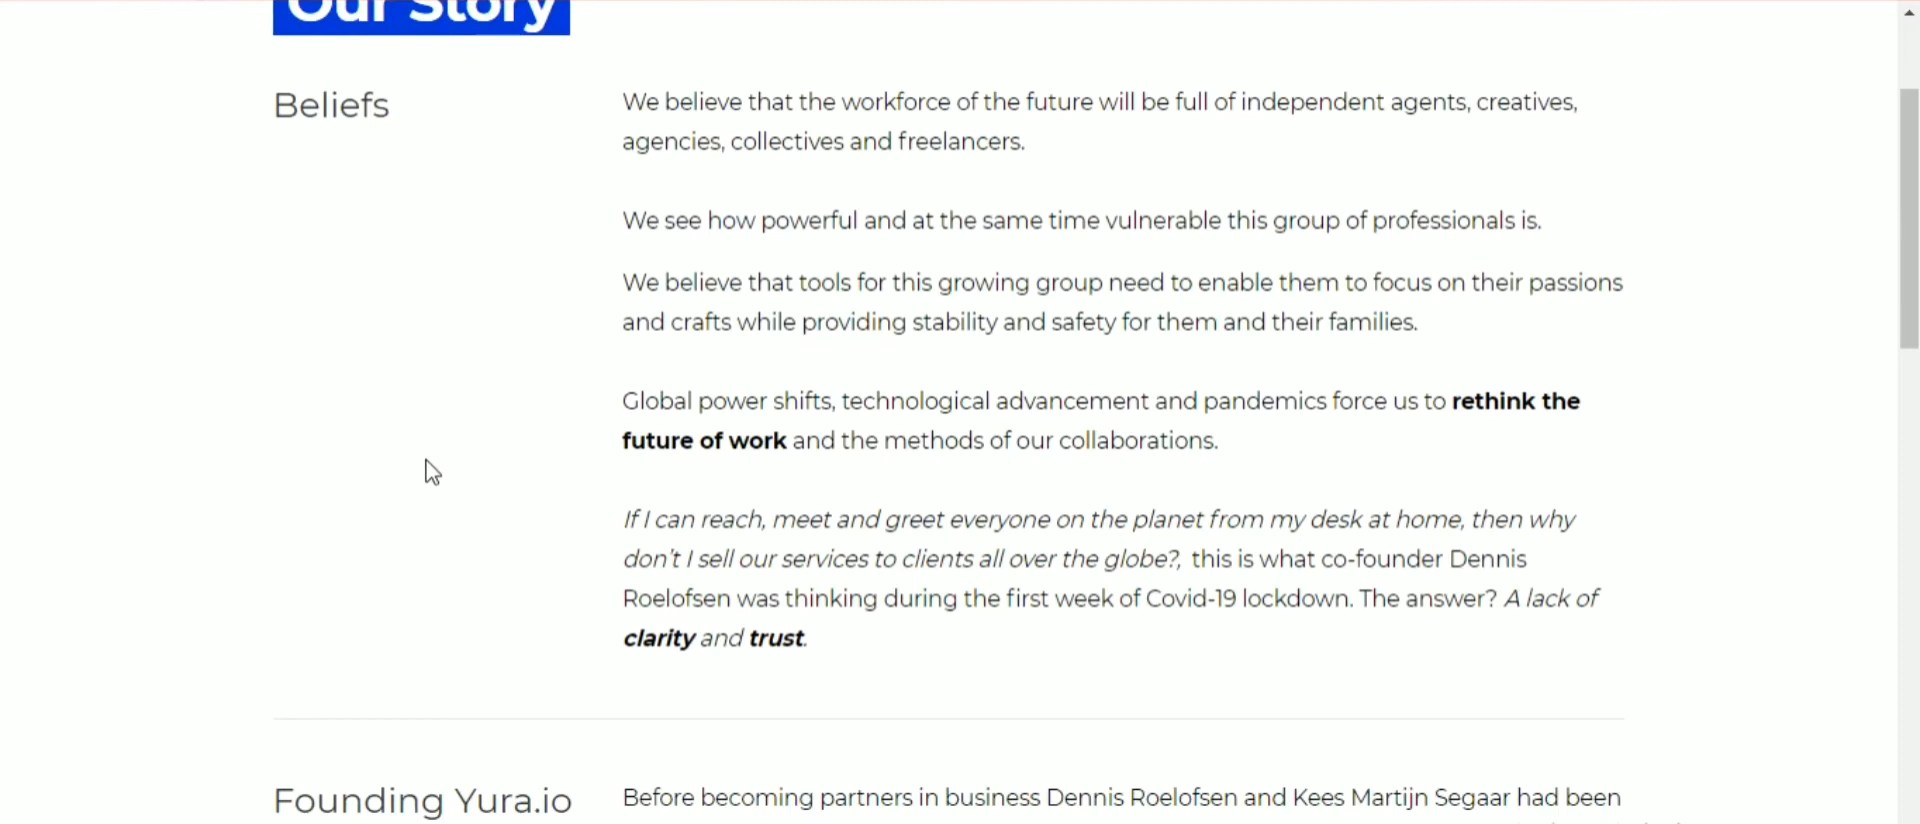 Our Story
Beliefs
We believe that the workforce of the future will be full of independent agents, creatives,
agencies, collectives and freelancers.
We see how powerful and at the same time vulnerable this group of professionals is.
We believe that tools for this growing group need to enable them to focus on their passions
and crafts while providing stability and safety for them and their families.
Global power shifts, technological advancement and pandemics force us to rethink the
future of work and the methods of our collaborations.
If I can reach, meet and greet everyone on the planet from my desk at home, then why
don't I sell our services to clients all over the globe?, this is what co-founder Dennis
Roelofsen was thinking during the first week of Covid-19 lockdown. The answer? A lack of
clarity and trust.
Founding Yura.io
Before becoming partners in business Dennis Roelofsen and Kees Martijn Segaar had been